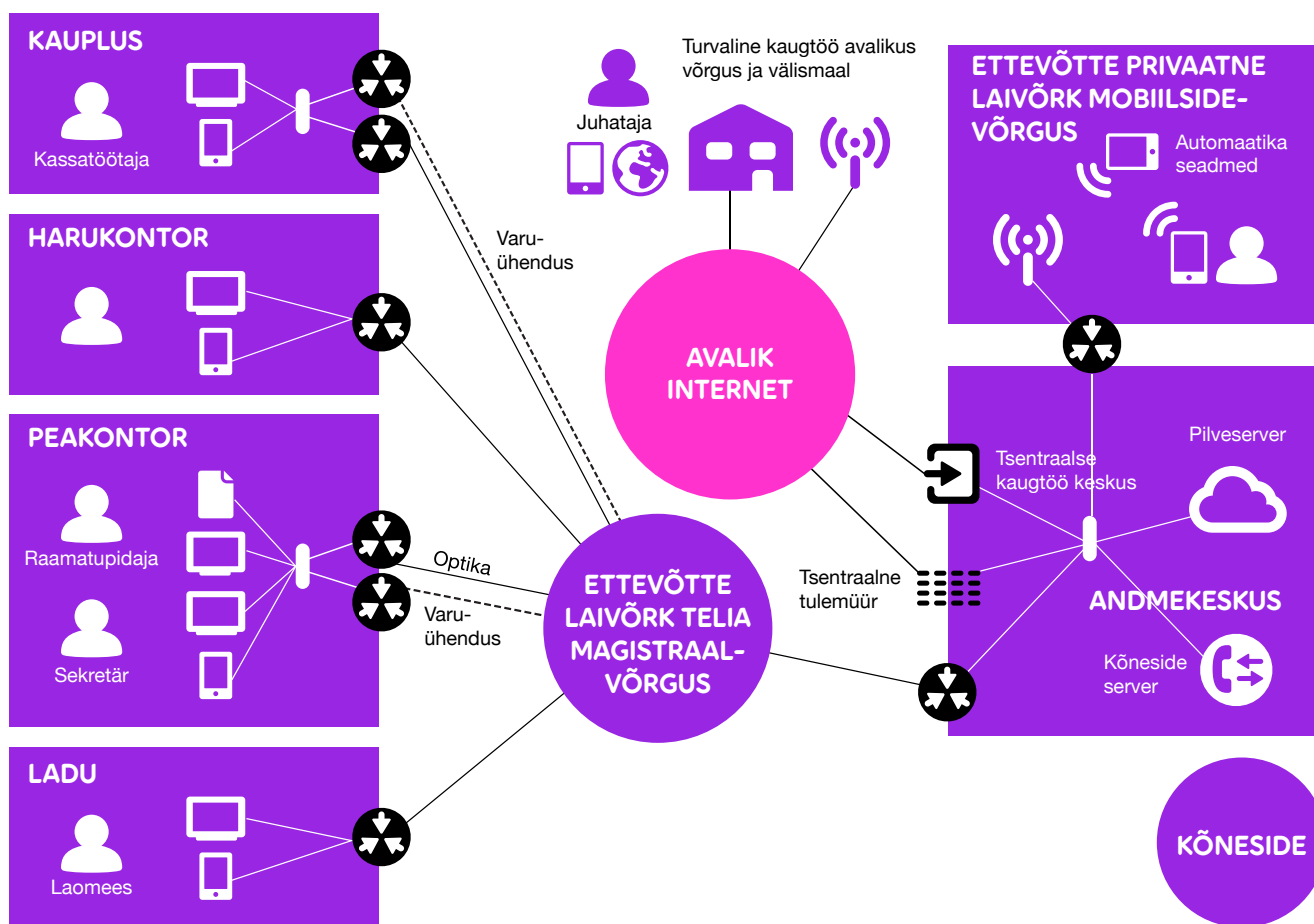 KAUPLUS
Kassatöötaja
HARUKONTOR
PEAKONTOR
Raamatupidaja
Sekretär
LADU
Laomees
Varu-
ühendus
Optika
Varu-
ühendus
Juhataja
Turvaline kaugtöö avalikus
võrgus ja välismaal
AVALIK
INTERNET
ETTEVÕTTE
LAIVÕRK TELIA
MAGISTRAAL-
VÕRGUS
ETTEVÕTTE PRIVAATNE
LAIVÕRK MOBIILSIDE-
VÕRGUS
Automaatika
seadmed
Tsentraalse
kaugtöö keskus
Pilveserver
Tsentraalne
tulemüür
ANDMEKESKUS
Kõneside
server
KÕNESIDE